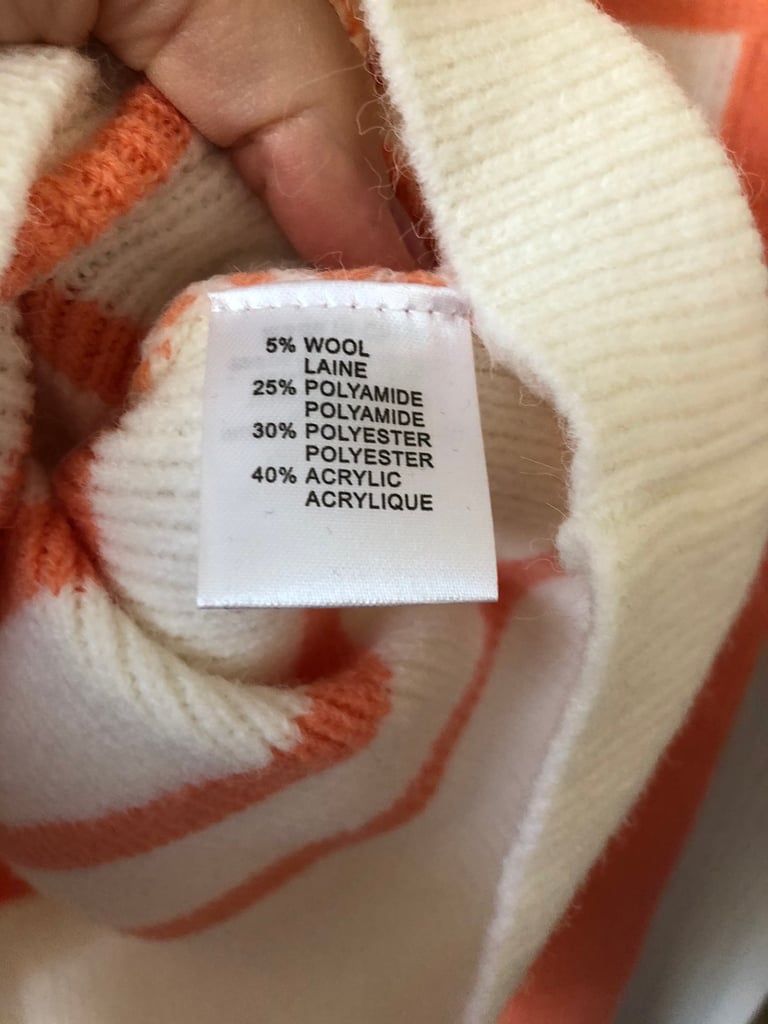 5% WOOL
LAINE
25% POLYAMIDE
POLYAMIDE
30% POLYESTER
POLYESTER
40% ACRYLIC
ACRYLIQUE